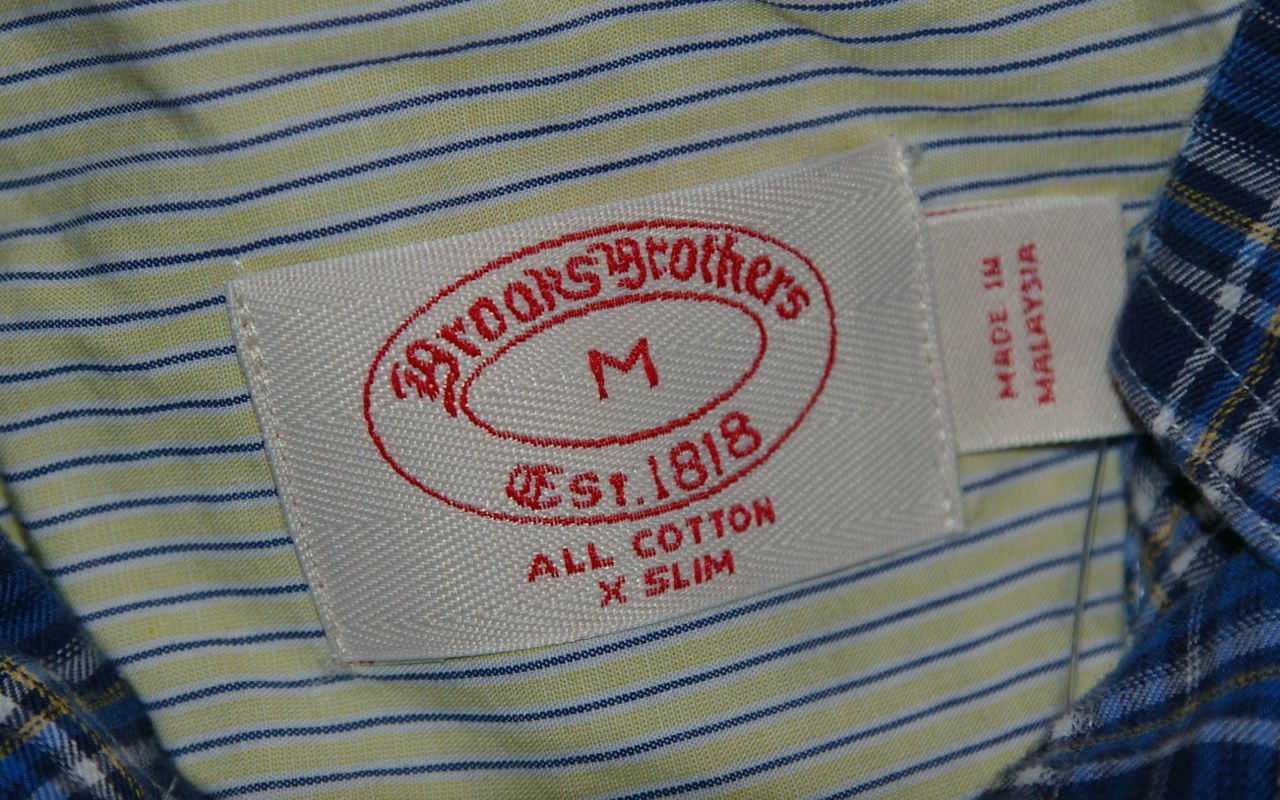 Brooks Brothers
M
Est. 1818
ALL COTTON
X SLIM
MADE IN
MALAYSIA